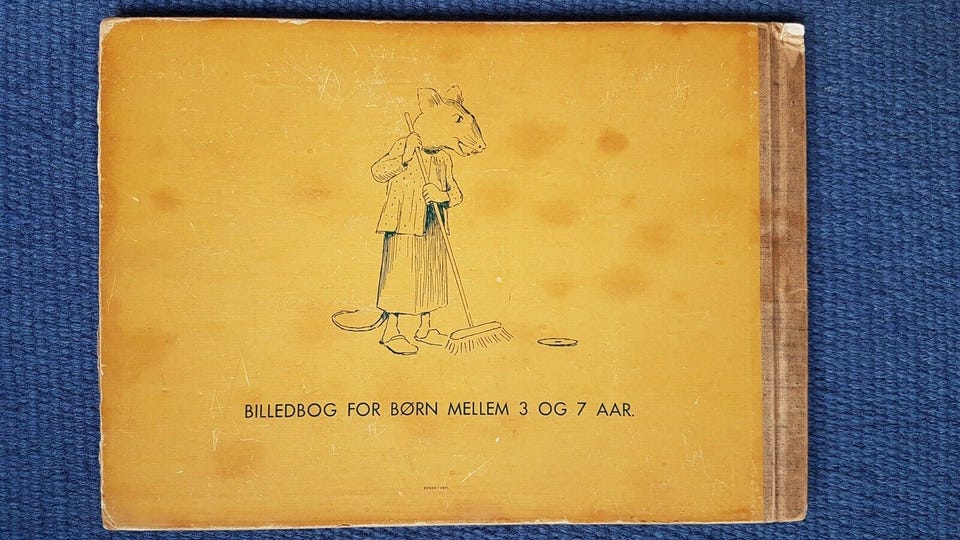 BILLEDBOG FOR BØRN MELLEM 3 OG 7 AAR.